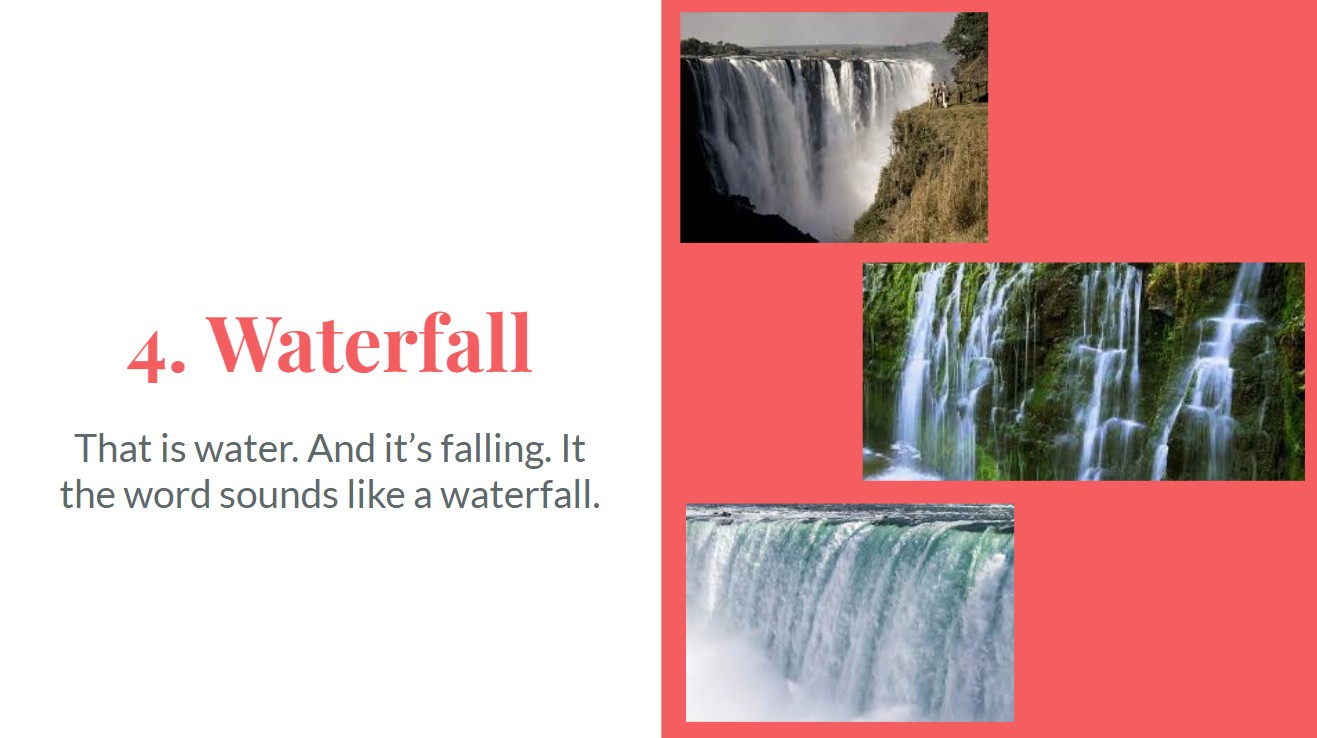 4. Waterfall
That is water. And it’s falling. It
the word sounds like a waterfall.